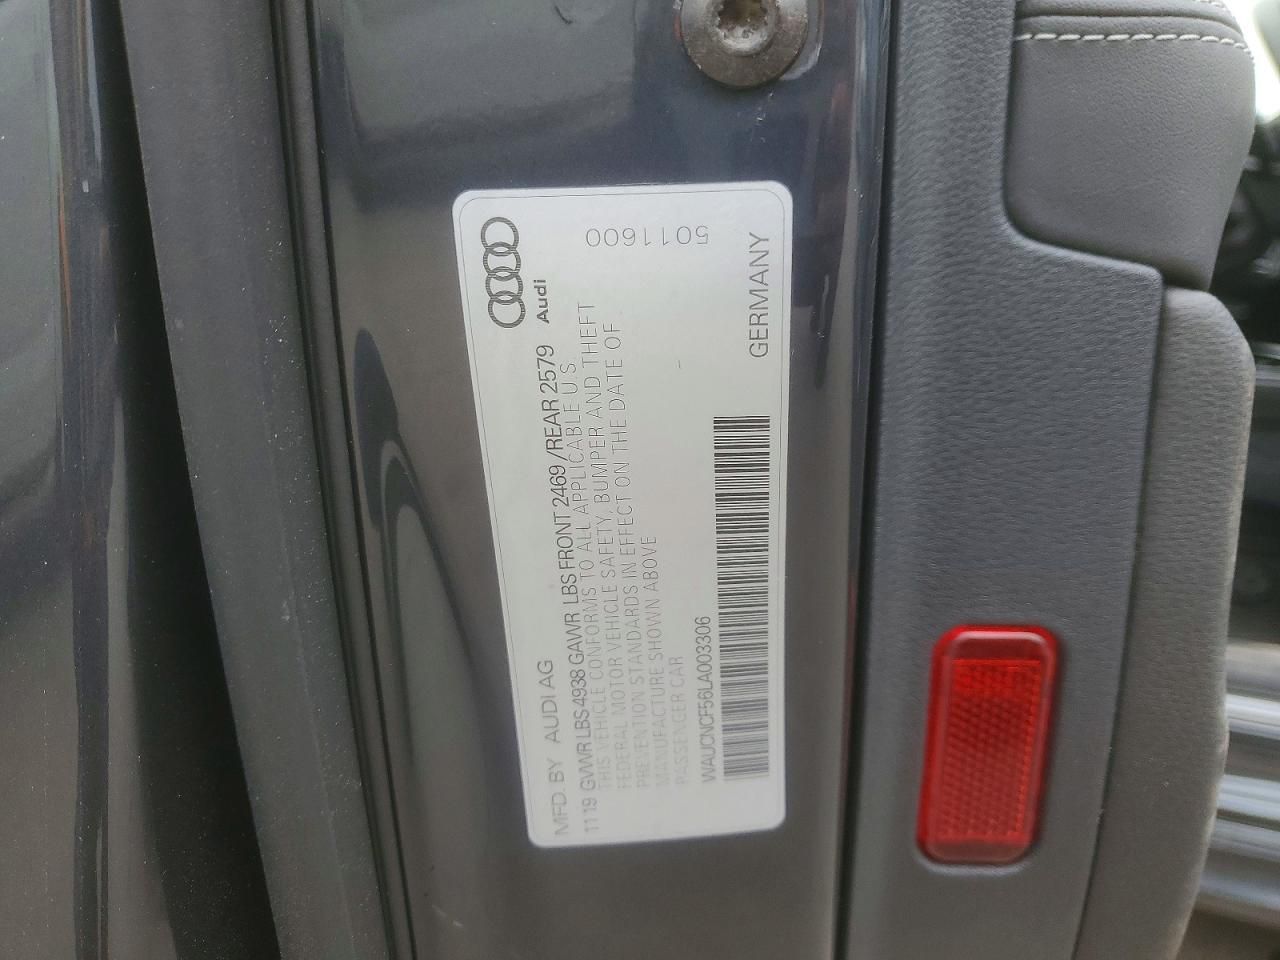 MFD. BY AUDI AG
Audi
11 19 GVWR LBS 4938 GAWR LBS FRONT 2469 /REAR 2579
THIS VEHICLE CONFORMS TO ALL APPLICABLE U S
FEDERAL MOTOR VEHICLE SAFETY, BUMPER AND THEFT
PREVENTION STANDARDS IN EFFECT ON THE DATE OF
MANUFACTURE SHOWN ABOVE
PASSENGER CAR
WAUCNCF56LA003306
GERMANY
5011600